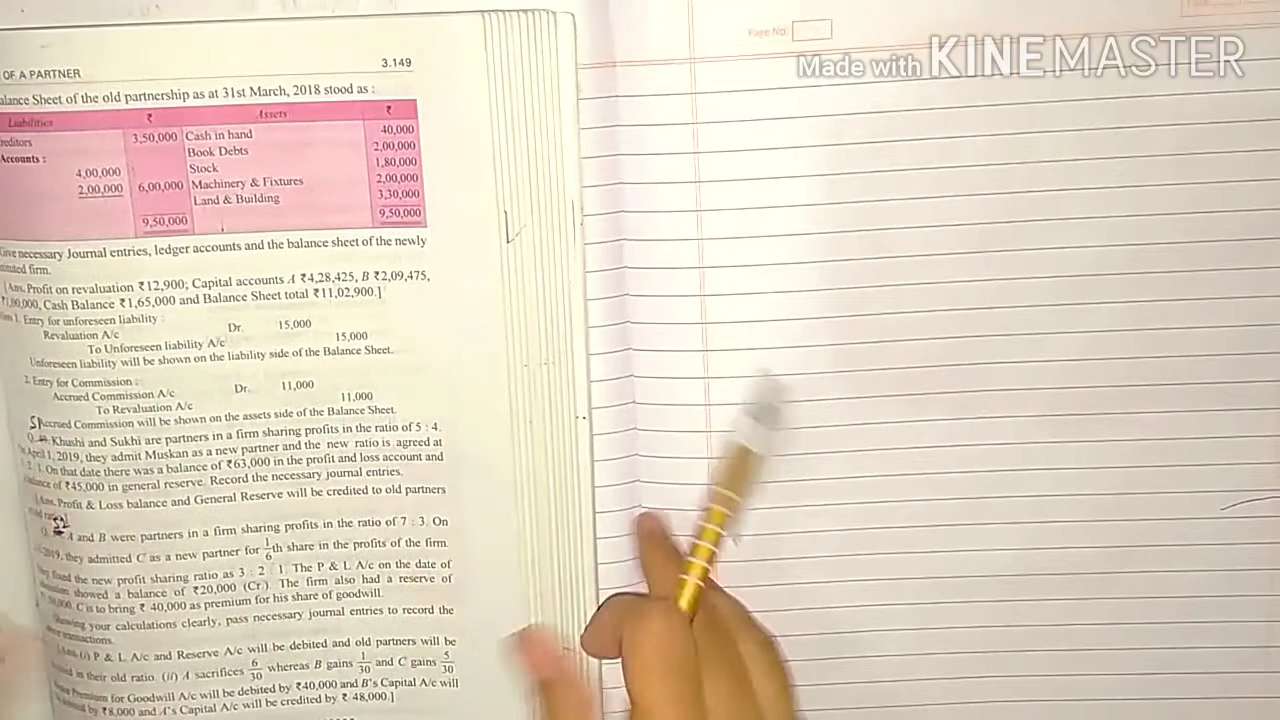 OF A PARTNER 3.149
alance Sheet of the old partnership as at 31st March, 2018 stood as :
Liabilities ₹ Assets ₹
reditors 3,50,000 Cash in hand 40,000
Accounts : Book Debts 2,00,000
4,00,000 Stock 1,80,000
2,00,000 6,00,000 Machinery & Fixtures 2,00,000
Land & Building 3,30,000
9,50,000 9,50,000
Give necessary Journal entries, ledger accounts and the balance sheet of the newly
firm.
[Ans. Profit on revaluation ₹12,900; Capital accounts A ₹4,28,425, B ₹2,09,475,
Cash Balance ₹1,65,000 and Balance Sheet total ₹11,02,900.]
1. Entry for unforeseen liability :
Revaluation A/c Dr. 15,000
To Unforeseen liability A/c 15,000
Unforeseen liability will be shown on the liability side of the Balance Sheet.
2. Entry for Commission :
Accrued Commission A/c Dr. 11,000
To Revaluation A/c 11,000
Accrued Commission will be shown on the assets side of the Balance Sheet.
Q. Khushi and Sukhi are partners in a firm sharing profits in the ratio of 5 : 4.
April 1, 2019, they admit Muskan as a new partner and the new ratio is agreed at
2 : 1. On that date there was a balance of ₹63,000 in the profit and loss account and
of ₹45,000 in general reserve. Record the necessary journal entries.
[Ans. Profit & Loss balance and General Reserve will be credited to old partners
52
Q. A and B were partners in a firm sharing profits in the ratio of 7 : 3. On
2019, they admitted C as a new partner for 1/6 th share in the profits of the firm.
fixed the new profit sharing ratio as 3 : 2 : 1. The P & L A/c on the date of
showed a balance of ₹20,000 (Cr.) The firm also had a reserve of
C is to bring ₹ 40,000 as premium for his share of goodwill.
your calculations clearly, pass necessary journal entries to record the
transactions.
[Ans. (i) P & L A/c and Reserve A/c will be debited and old partners will be
in their old ratio. (ii) A sacrifices 6/30 whereas B gains 1/30 and C gains 5/30
Premium for Goodwill A/c will be debited by ₹40,000 and B's Capital A/c will
by ₹8,000 and A's Capital A/c will be credited by ₹ 48,000.]
Page No.
Made with KINEMASTER